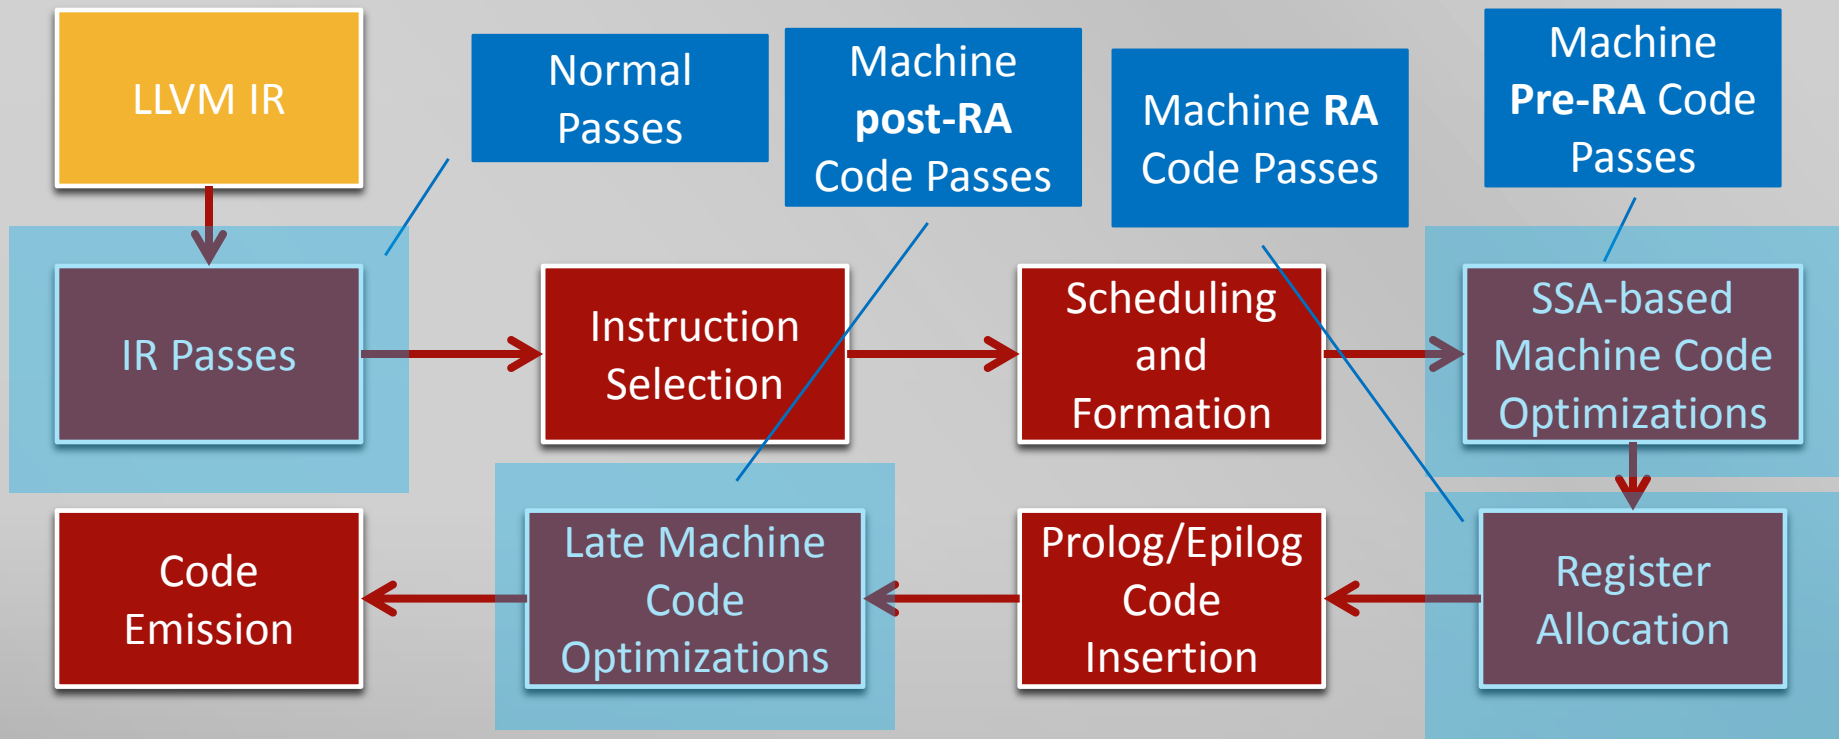 LLVM IR
Normal
Passes
Machine
post-RA
Code Passes
Machine RA
Code Passes
Machine
Pre-RA Code
Passes
IR Passes
Instruction
Selection
Scheduling
and
Formation
SSA-based
Machine Code
Optimizations
Code
Emission
Late Machine
Code
Optimizations
Prolog/Epilog
Code
Insertion
Register
Allocation